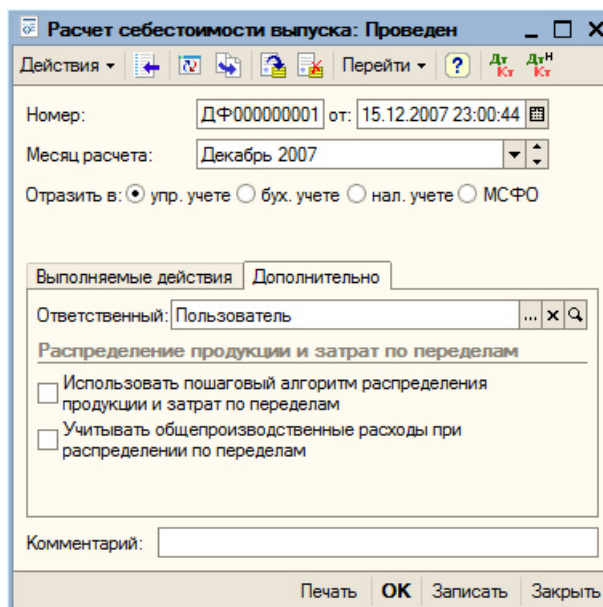 Расчет себестоимости выпуска: Проведен
Действия Перейти ? Дт Кт ДтН Кт
Номер: ДФ000000001 от: 15.12.2007 23:00:44
Месяц расчета: Декабрь 2007
Отразить в: упр. учете бух. учете нал. учете МСФО
Выполняемые действия Дополнительно
Ответственный: Пользователь ... x
Распределение продукции и затрат по переделам
Использовать пошаговый алгоритм распределения
продукции и затрат по переделам
Учитывать общепроизводственные расходы при
распределении по переделам
Комментарий:
Печать OK Записать Закрыть